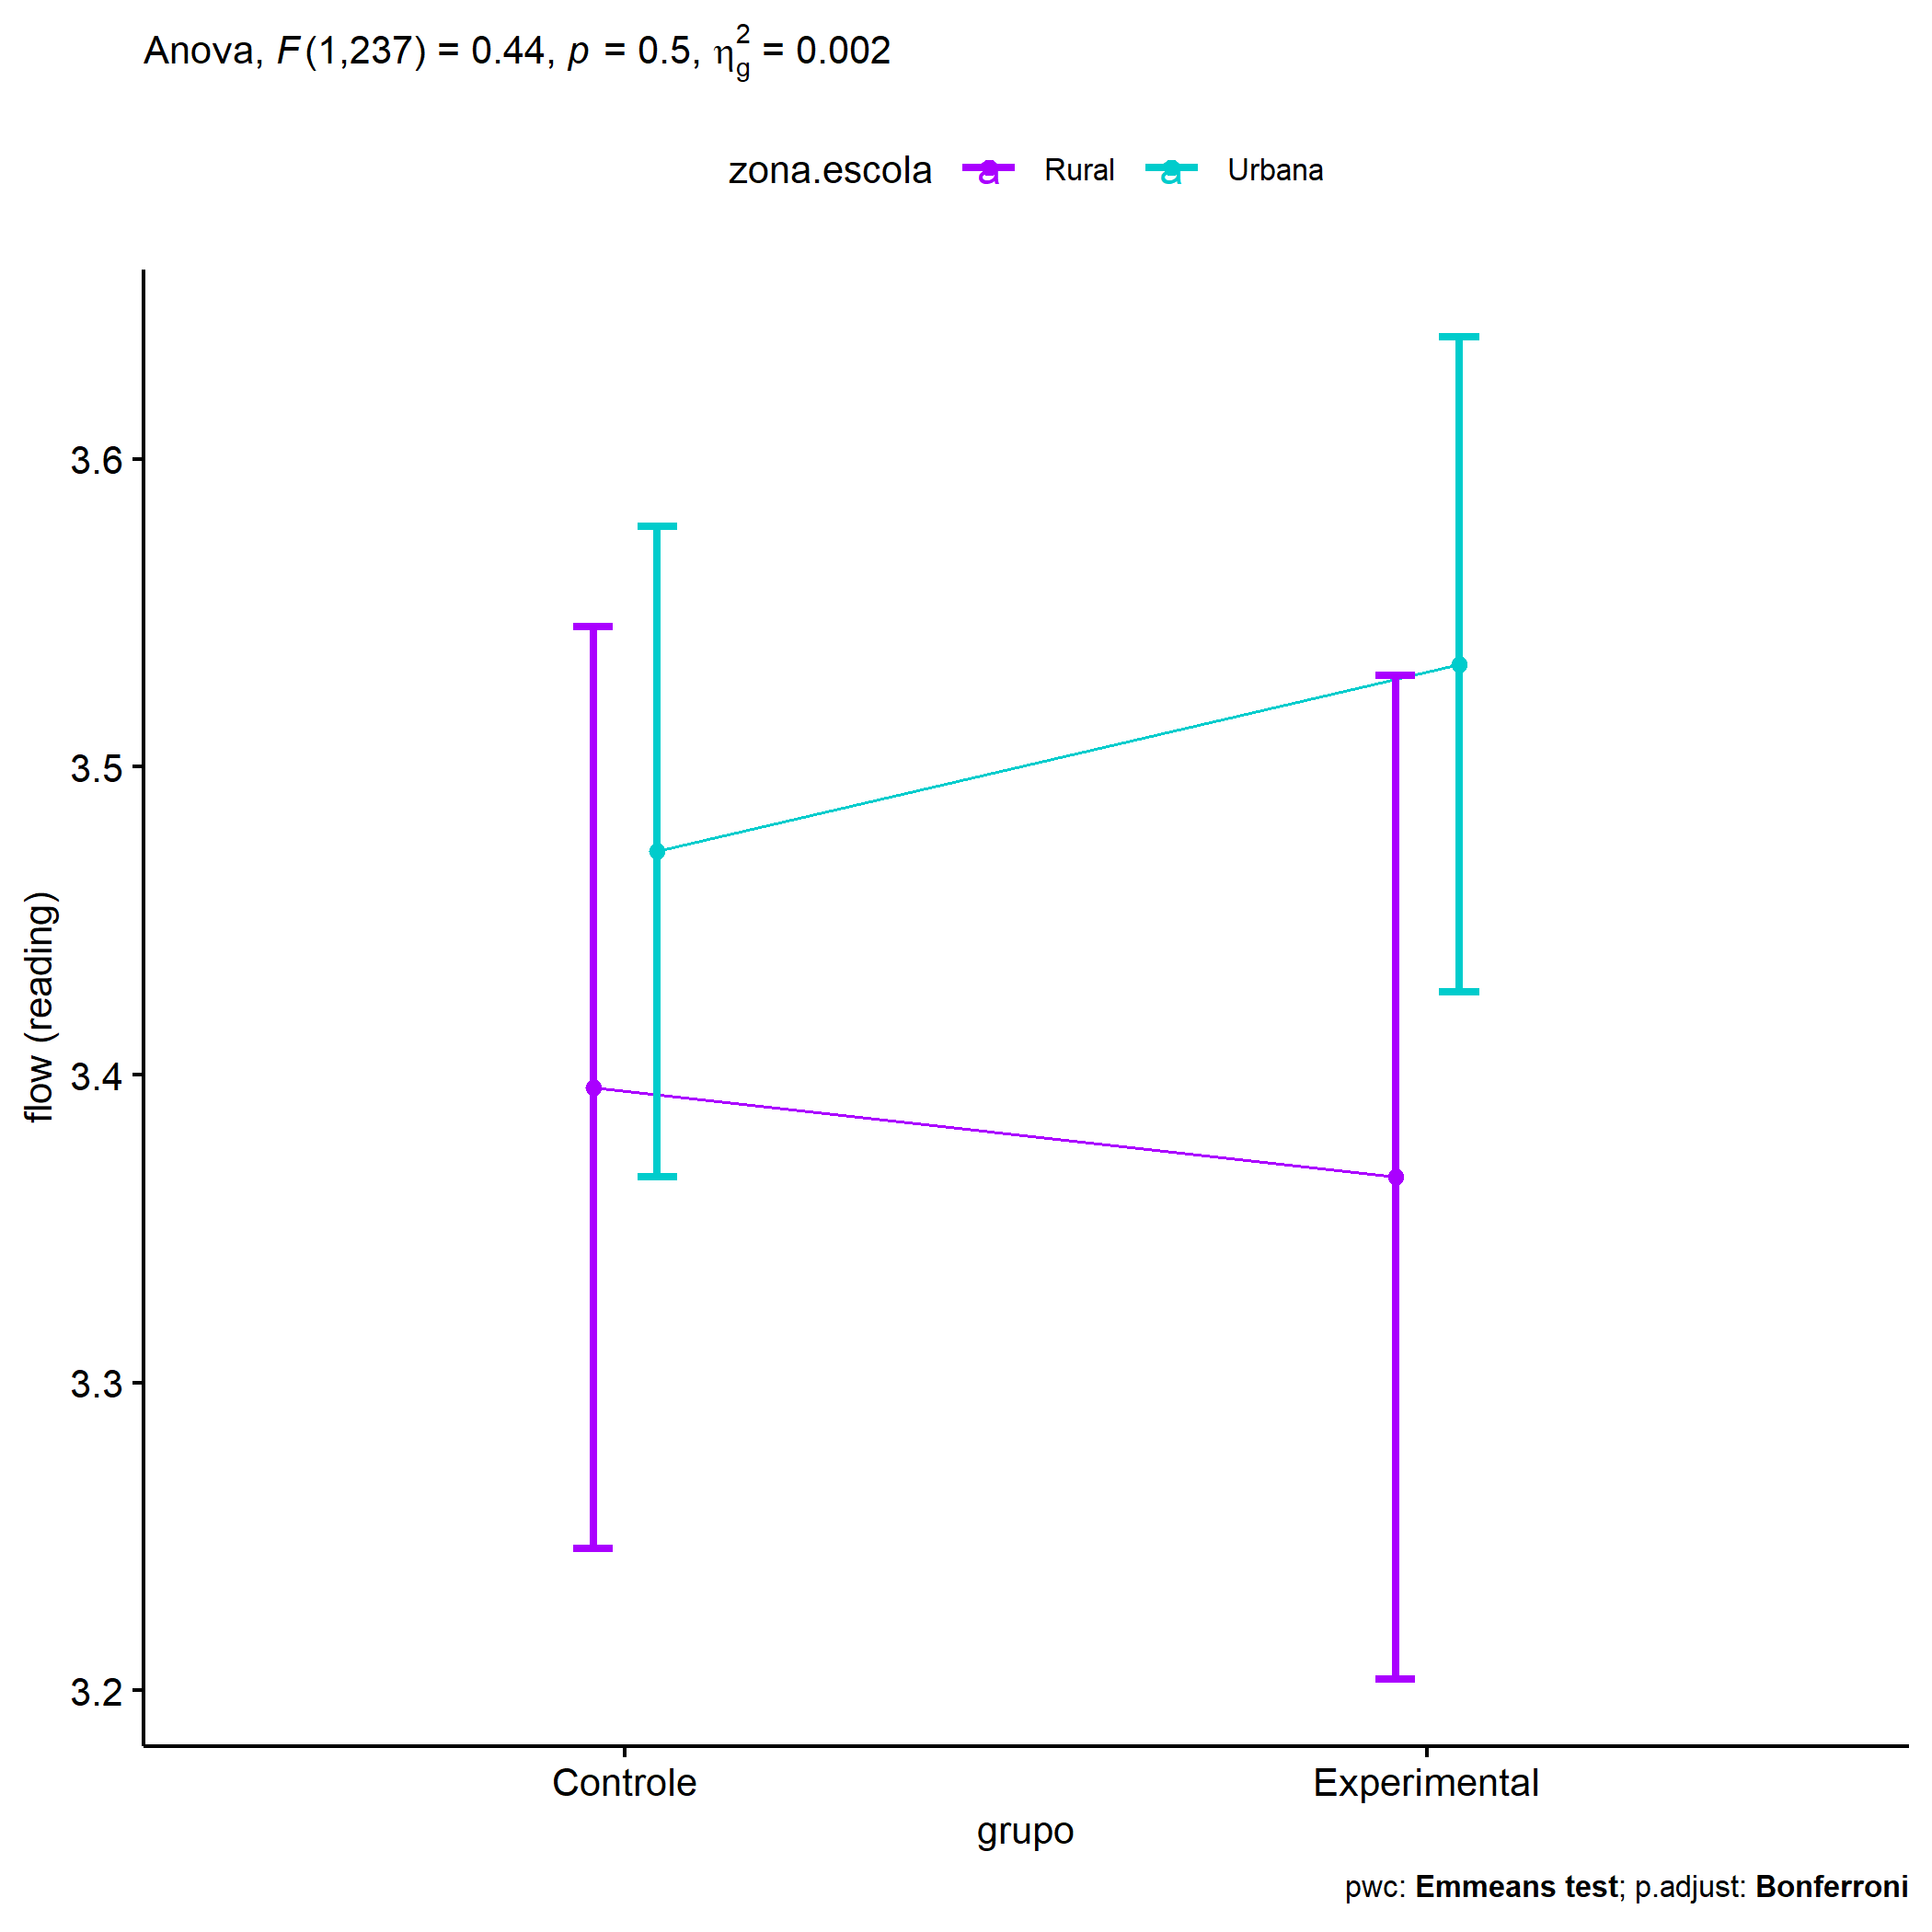 Anova, F(1,237) = 0.44, p = 0.5, η²g = 0.002
zona.escola a Rural a Urbana
3.6
3.5
3.4
3.3
3.2
flow (reading)
Controle Experimental
grupo
pwc: Emmeans test; p.adjust: Bonferroni